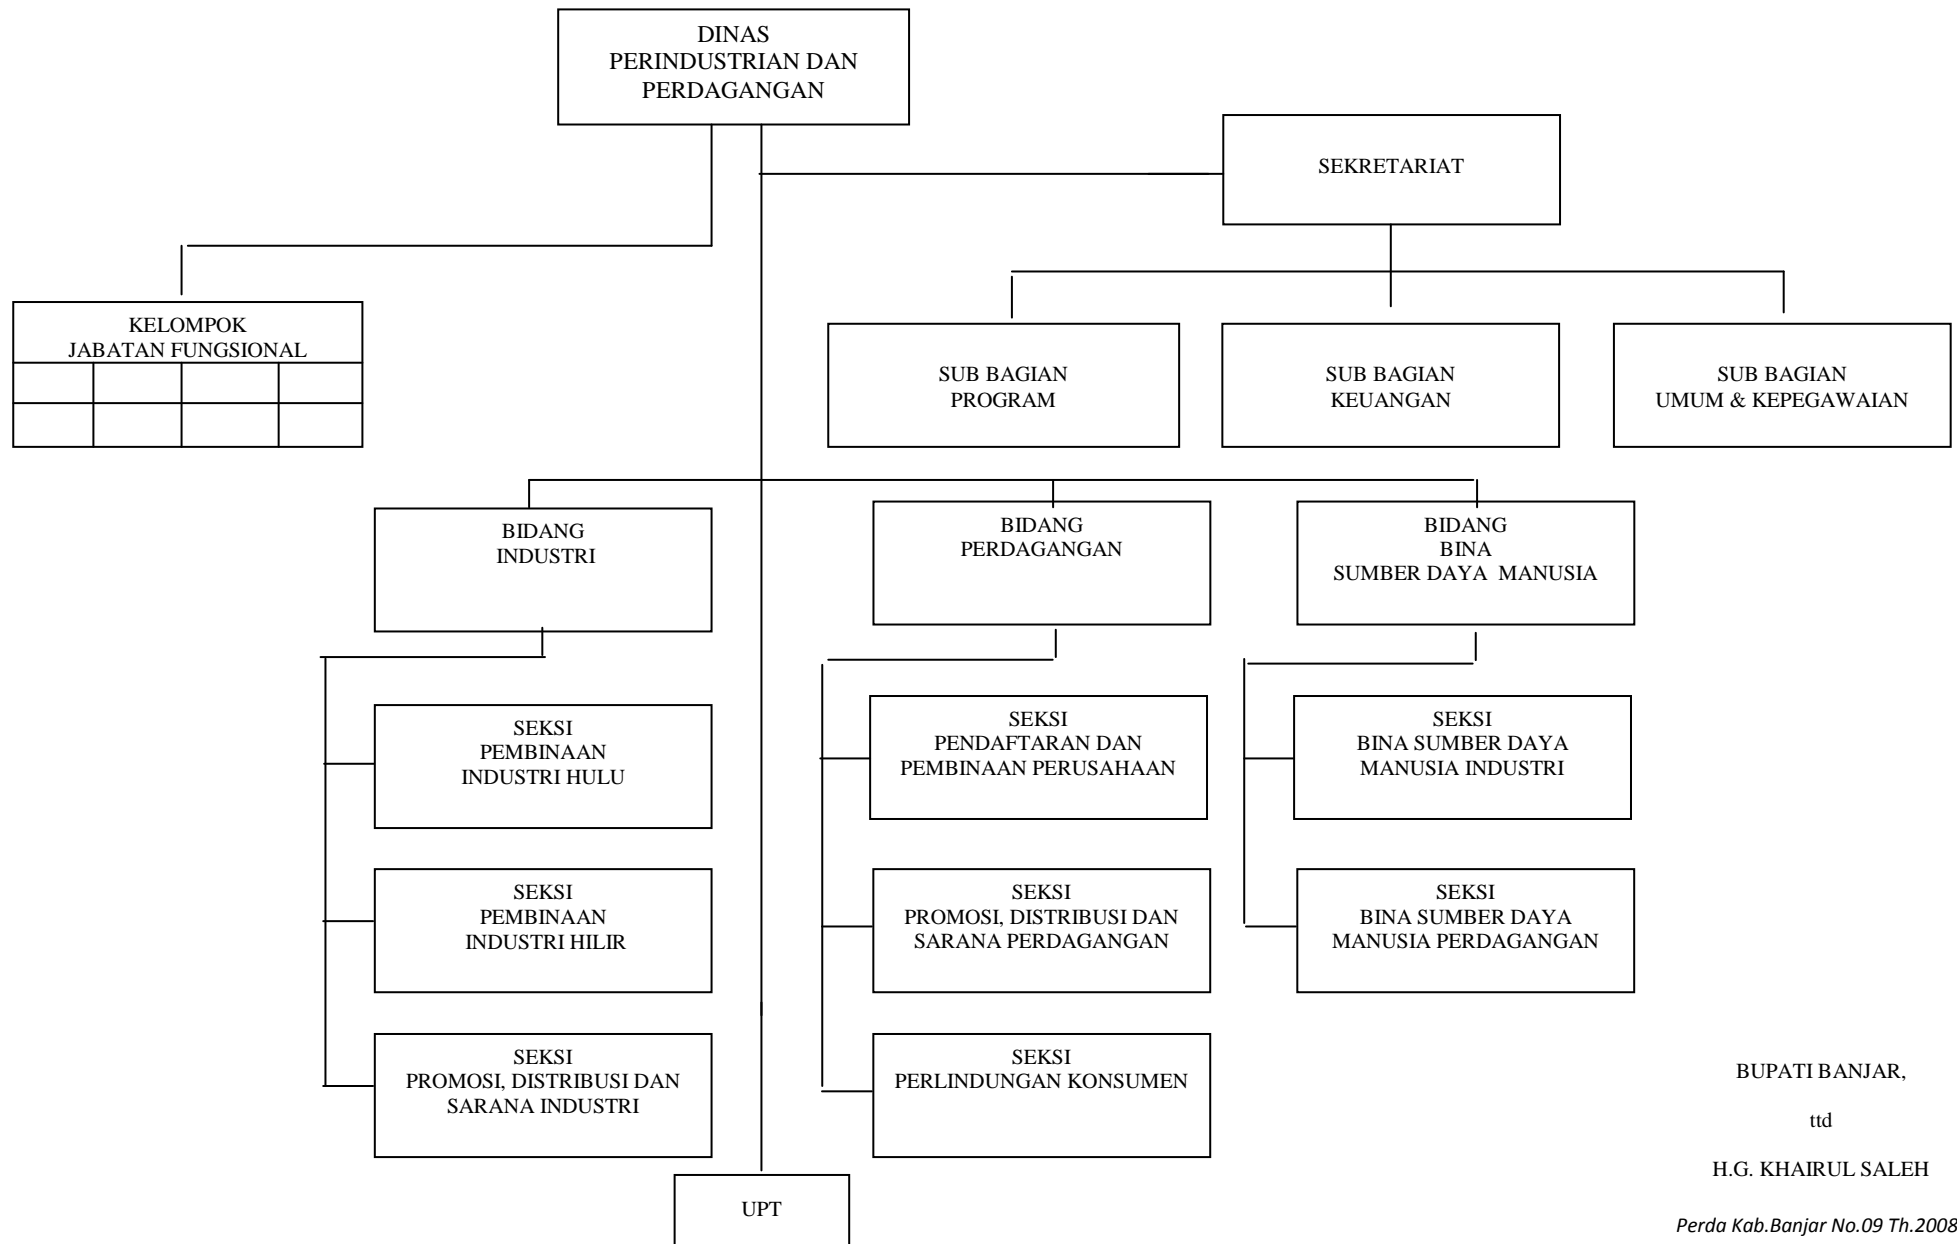 DINAS
PERINDUSTRIAN DAN
PERDAGANGAN
SEKRETARIAT
KELOMPOK
JABATAN FUNGSIONAL
SUB BAGIAN
PROGRAM
SUB BAGIAN
KEUANGAN
SUB BAGIAN
UMUM & KEPEGAWAIAN
BIDANG
INDUSTRI
BIDANG
PERDAGANGAN
BIDANG
BINA
SUMBER DAYA  MANUSIA
SEKSI
PEMBINAAN
INDUSTRI HULU
SEKSI
PENDAFTARAN DAN
PEMBINAAN PERUSAHAAN
SEKSI
BINA SUMBER DAYA
MANUSIA INDUSTRI
SEKSI
PEMBINAAN
INDUSTRI HILIR
SEKSI
PROMOSI, DISTRIBUSI DAN
SARANA PERDAGANGAN
SEKSI
BINA SUMBER DAYA
MANUSIA PERDAGANGAN
SEKSI
PROMOSI, DISTRIBUSI DAN
SARANA INDUSTRI
SEKSI
PERLINDUNGAN KONSUMEN
UPT
BUPATI BANJAR,
ttd
H.G. KHAIRUL SALEH
Perda Kab.Banjar No.09 Th.2008